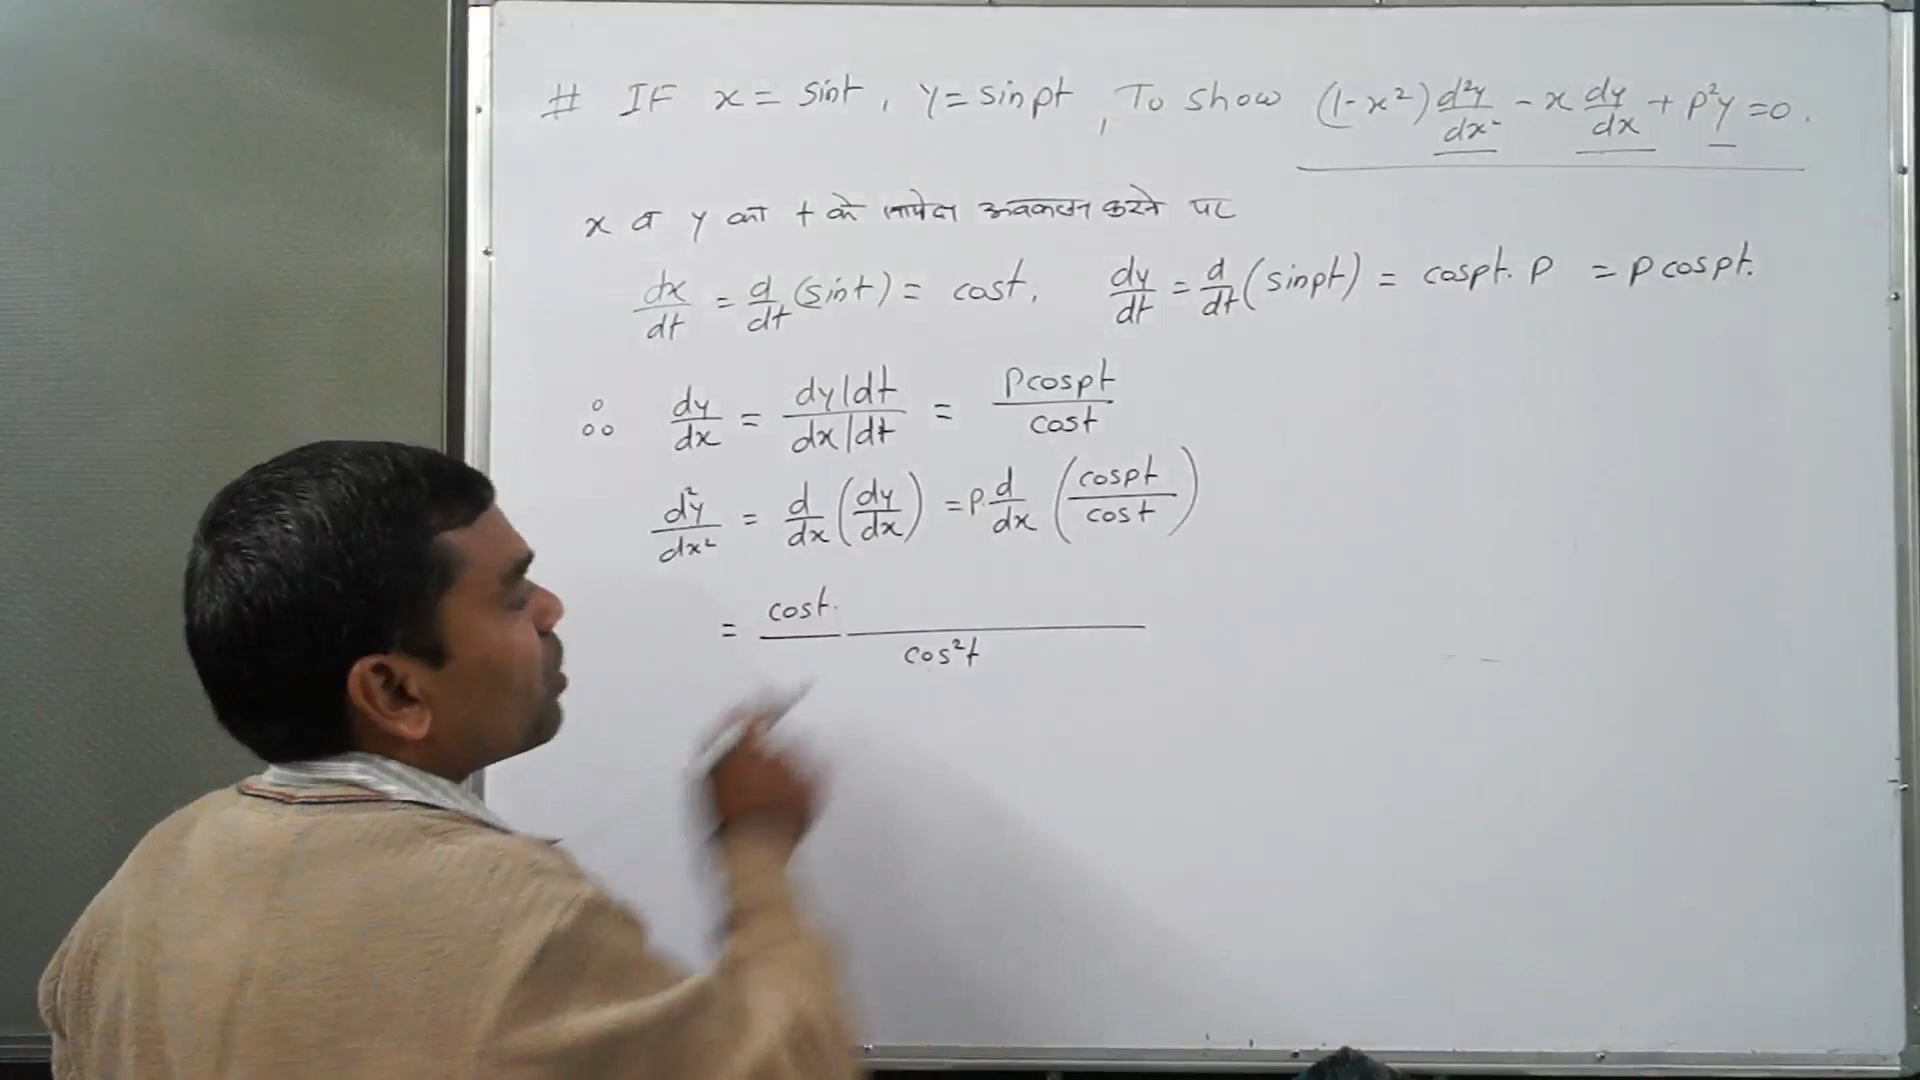 # IF x = sint, y = sinpt, To show (1-x²) d²y/dx² - x dy/dx + p²y = 0.
x व y का t के सापेक्ष अवकलन करने पर
dx/dt = d/dt (sint) = cost, dy/dt = d/dt (sinpt) = cospt. p = p cospt.
∴ dy/dx = dy/dt / dx/dt = pcospt / cost
d²y/dx² = d/dx (dy/dx) = p. d/dx (cospt / cost)
= cost. / cos²t